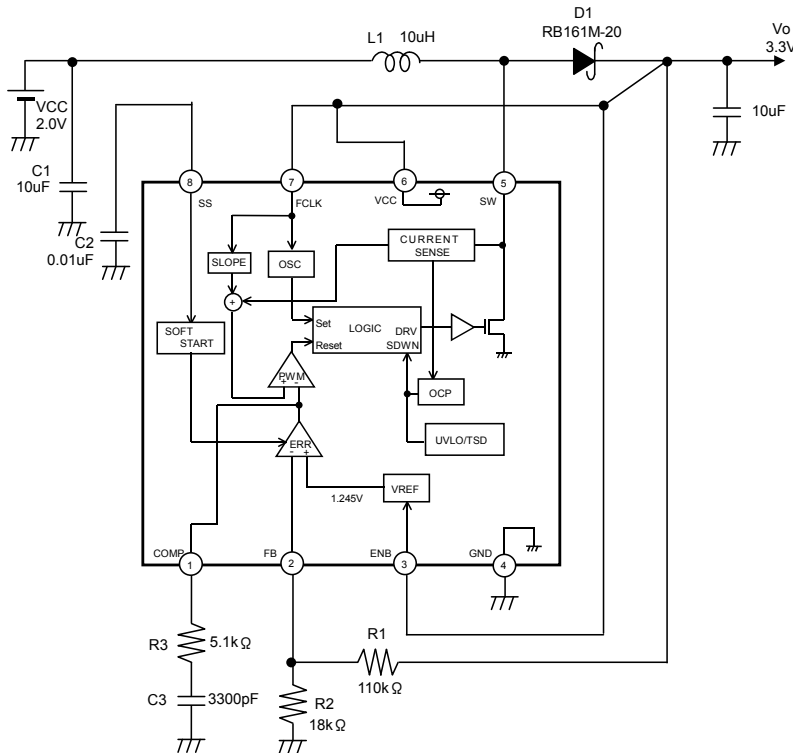 D1
RB161M-20
L1 10uH
Vo
3.3V
VCC
2.0V
10uF
C1
10uF
C2
0.01uF
8
7
6
5
SS
FCLK
VCC
SW
CURRENT
SENSE
SLOPE
OSC
+
SOFT
START
Set
LOGIC
DRV
SDWN
Reset
PWM
+ -
OCP
ERR
- +
UVLO/TSD
1.245V
VREF
COMP
FB
ENB
GND
1
2
3
4
R3
5.1kΩ
R1
110kΩ
C3
3300pF
R2
18kΩ